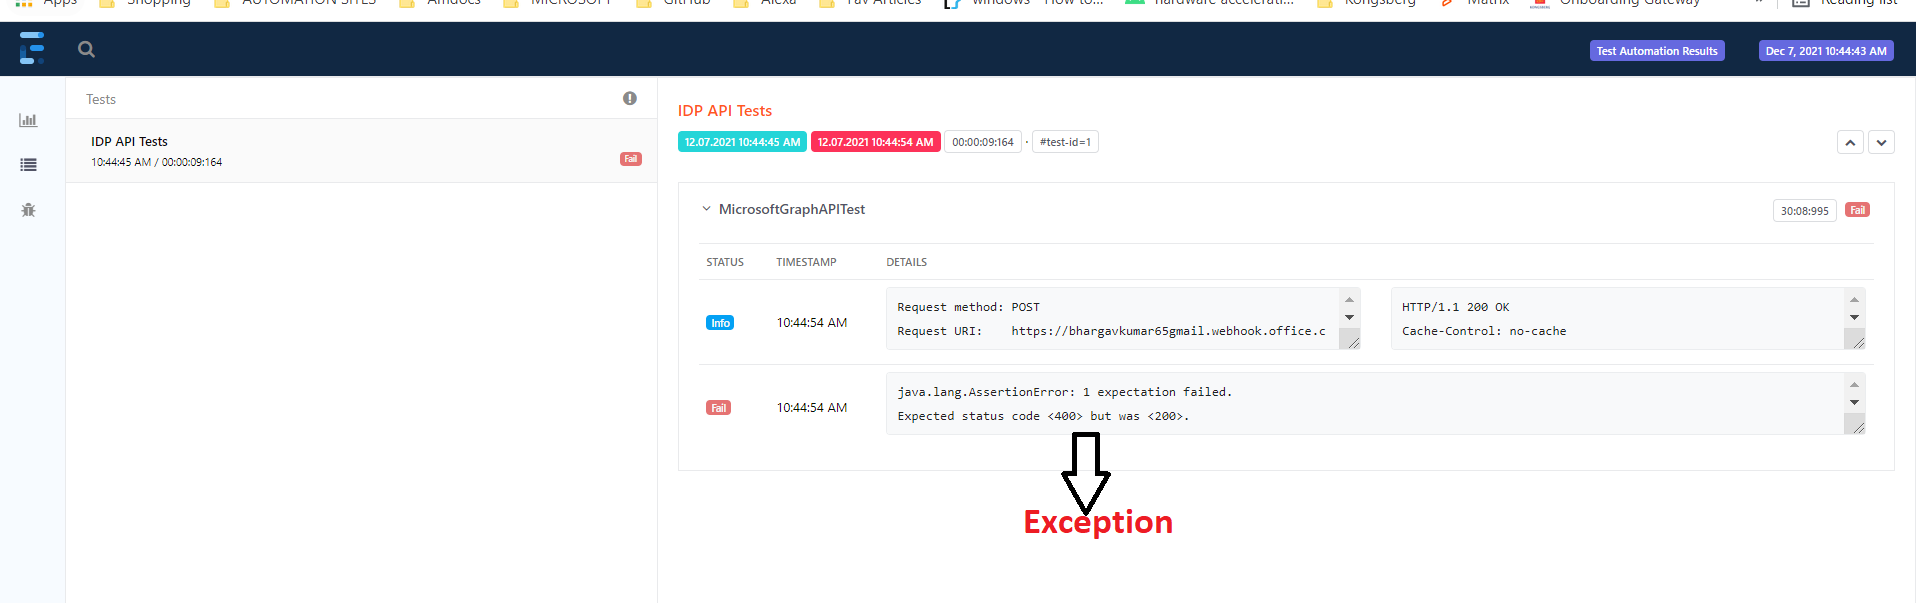 Apps Shopping AUTOMATION SITES Amdocs MICROSOFT GitHub Alexa Fav Articles windows - How to... hardware accelerati... Kongsberg Matrix Onboarding Gateway » Reading list
Test Automation Results Dec 7, 2021 10:44:43 AM
Tests
IDP API Tests
10:44:45 AM / 00:00:09:164 Fail
IDP API Tests
12.07.2021 10:44:45 AM 12.07.2021 10:44:54 AM 00:00:09:164 · #test-id=1
MicrosoftGraphAPITest 30:08:995 Fail
STATUS TIMESTAMP DETAILS
Info 10:44:54 AM
Request method: POST
Request URI: https://bhargavkumar65gmail.webhook.office.c
HTTP/1.1 200 OK
Cache-Control: no-cache
Fail 10:44:54 AM
java.lang.AssertionError: 1 expectation failed.
Expected status code <400> but was <200>.
Exception